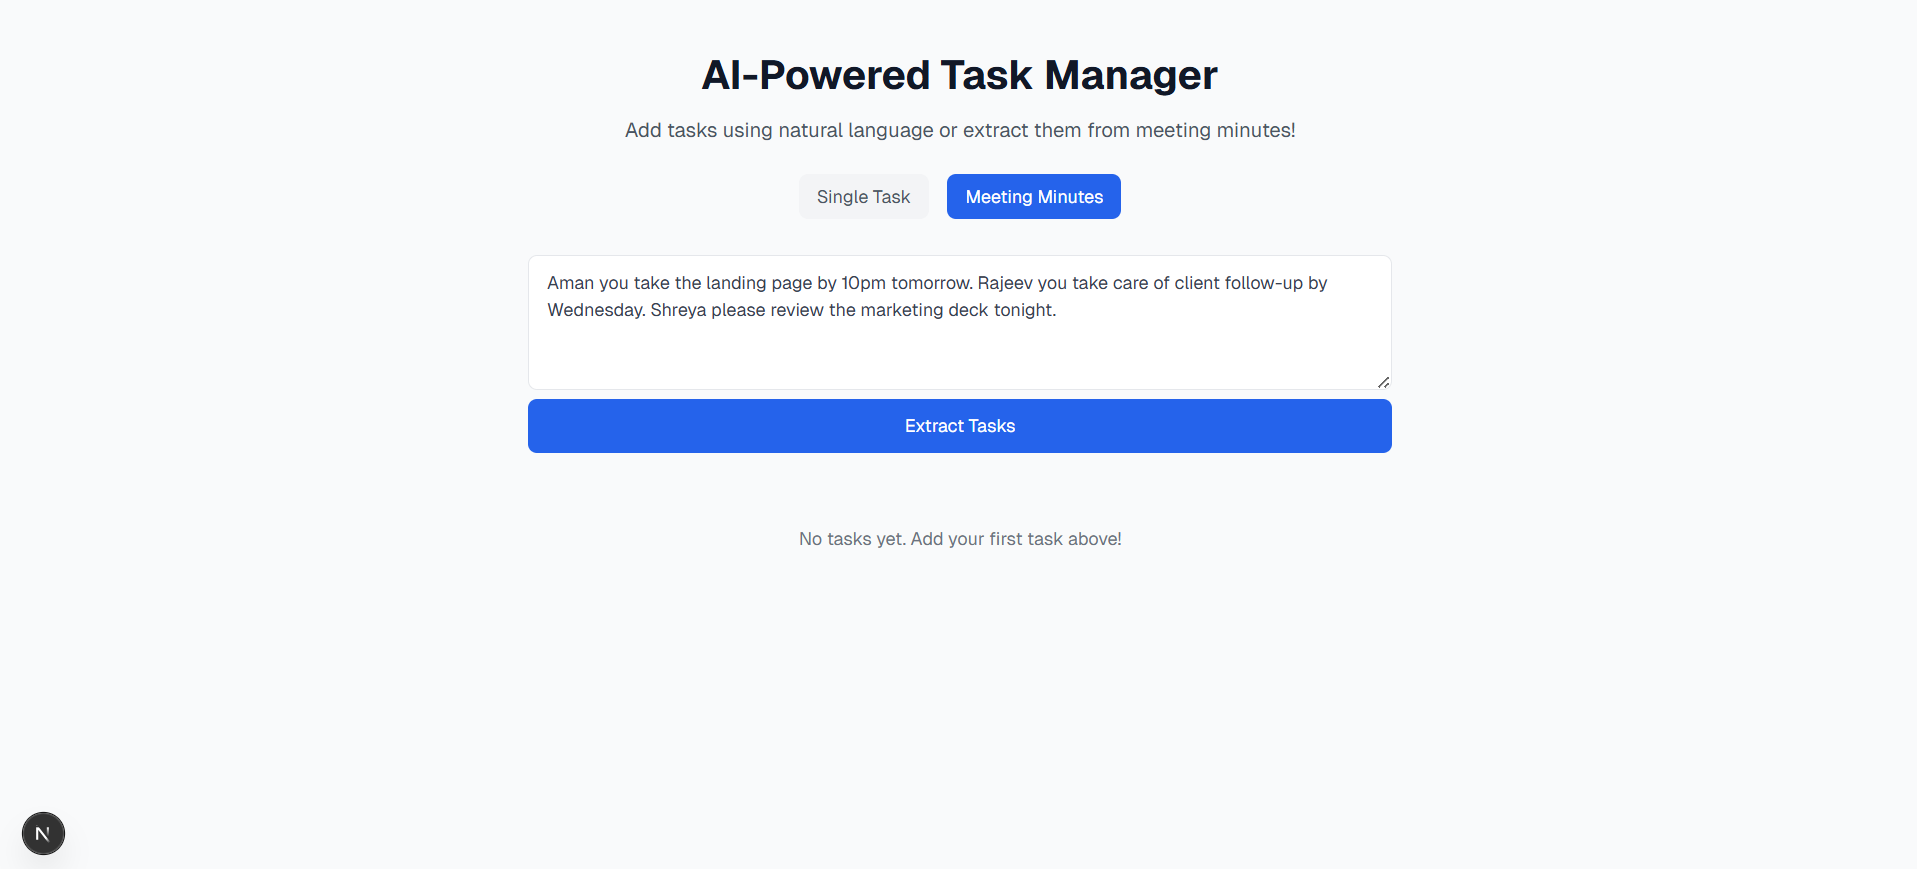 AI-Powered Task Manager
Add tasks using natural language or extract them from meeting minutes!
Single Task
Meeting Minutes
Aman you take the landing page by 10pm tomorrow. Rajeev you take care of client follow-up by
Wednesday. Shreya please review the marketing deck tonight.
Extract Tasks
No tasks yet. Add your first task above!
N